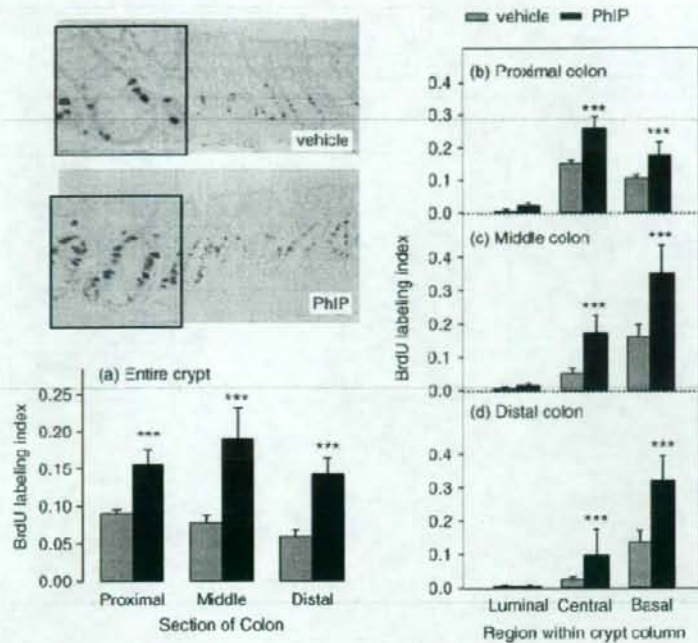 vehicle PhIP
vehicle
PhIP
(a) Entire crypt
BrdU labeling index
0.25
0.20
0.15
0.10
0.05
0.00
*** *** ***
Proximal Middle Distal
Section of Colon
(b) Proximal colon
0.4
0.3
0.2
0.1
0.0
*** ***
(c) Middle colon
BrdU labeling index
0.4
0.3
0.2
0.1
0.0
*** ***
(d) Distal colon
0.4
0.3
0.2
0.1
0.0
*** ***
Luminal Central Basal
Region within crypt column